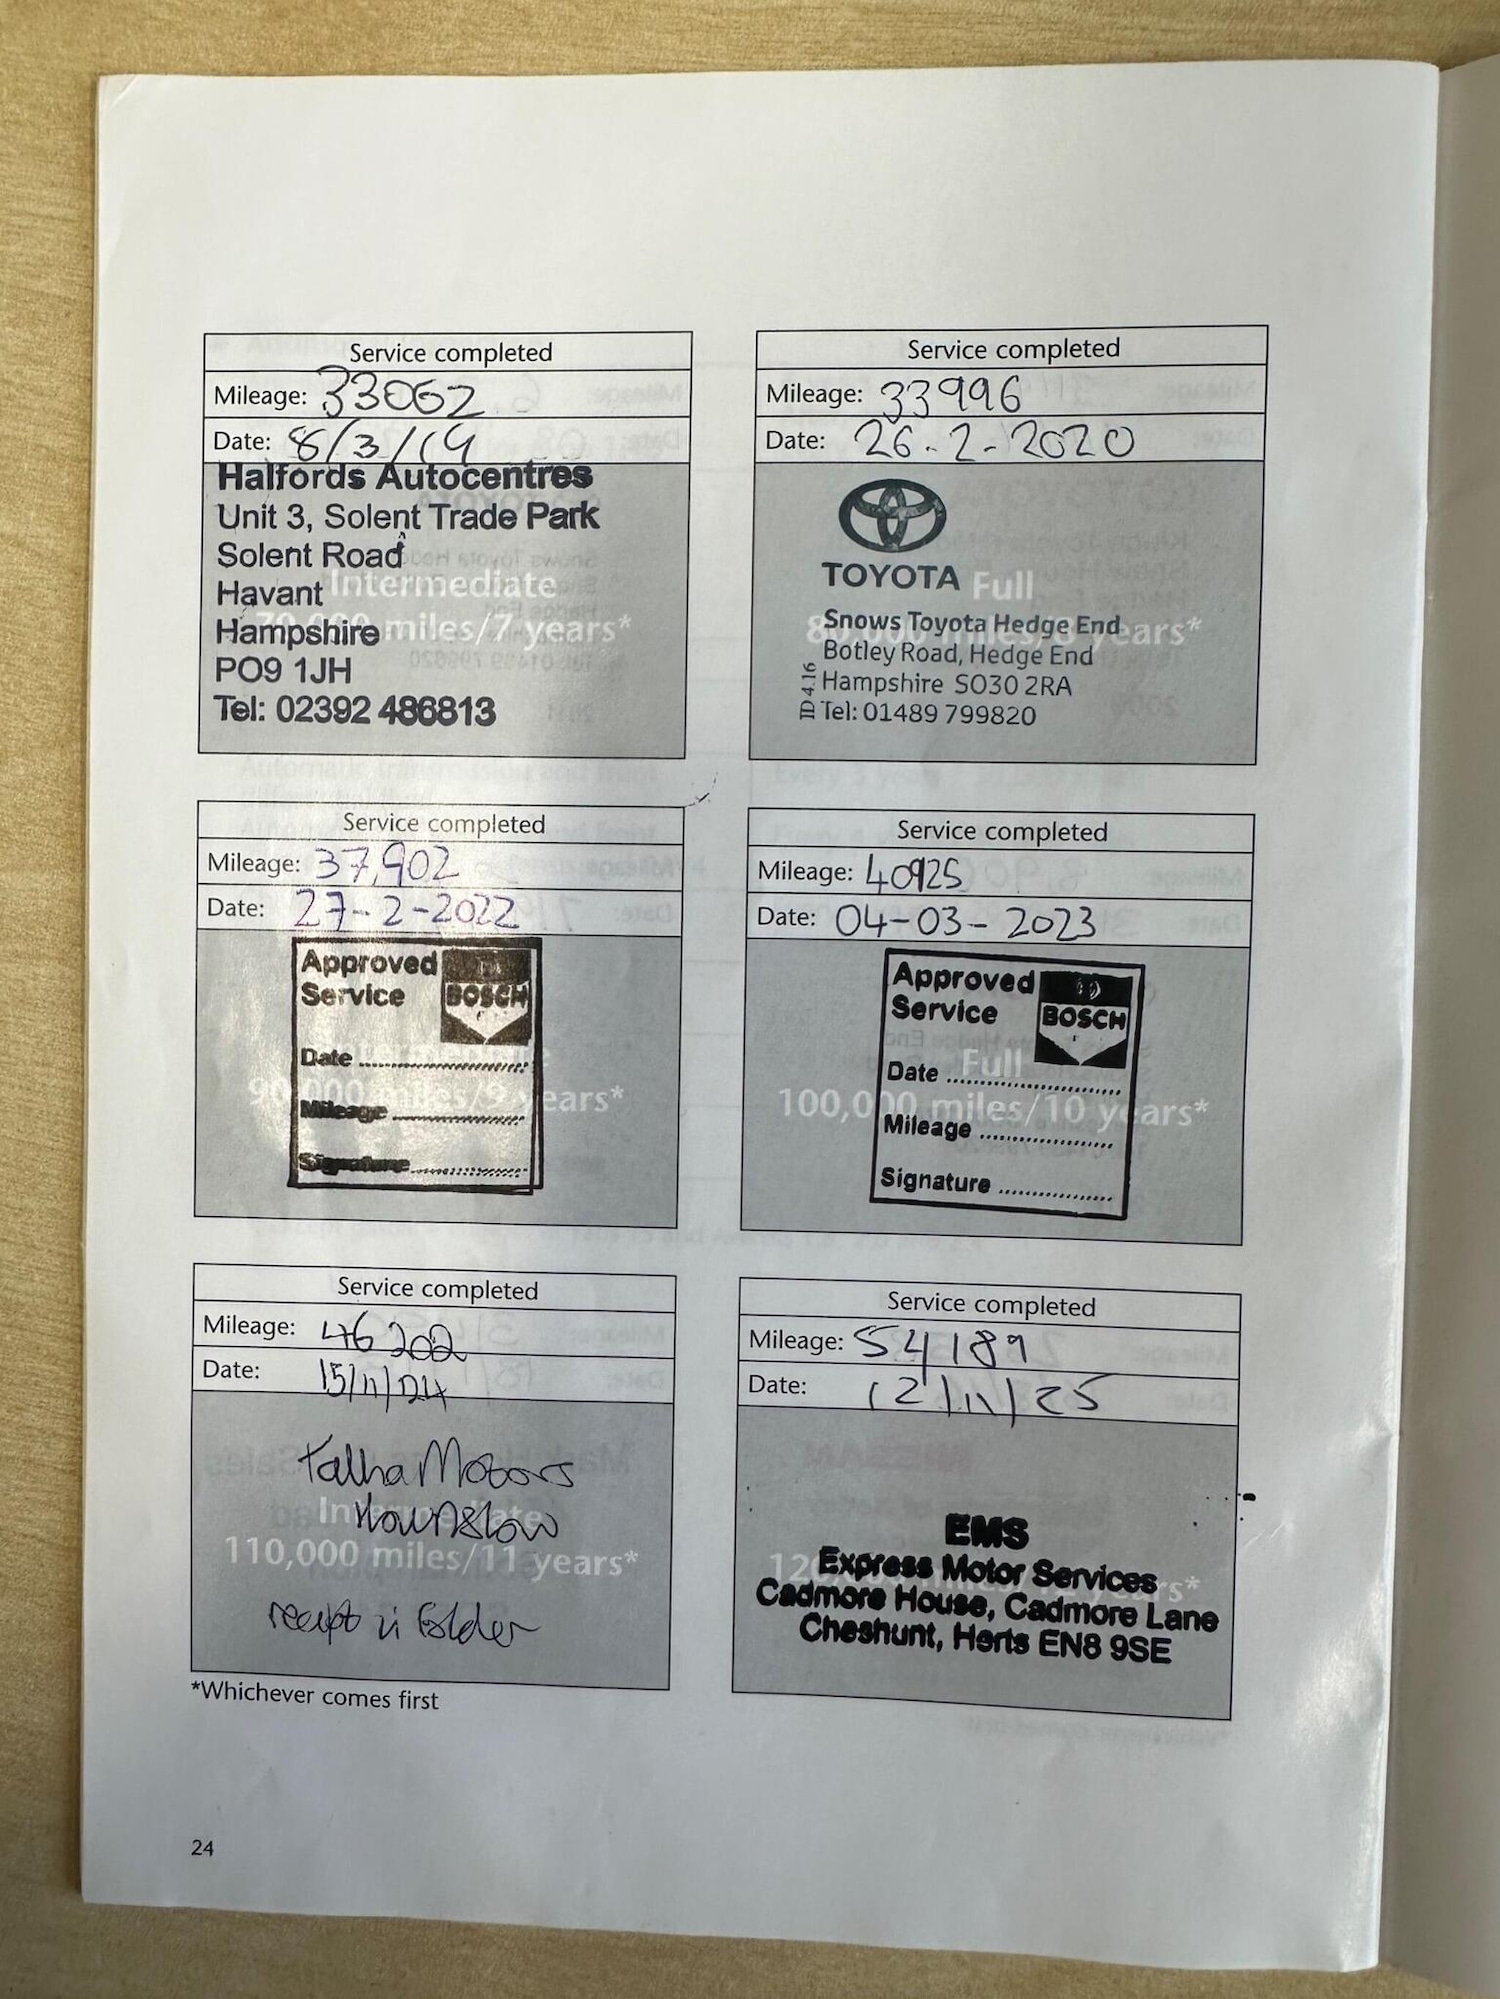 Service completed
Mileage: 33062
Date: 8/3/19
Halfords Autocentres
Unit 3, Solent Trade Park
Solent Road
Havant
Intermediate
Hampshire
70,000 miles/7 years*
PO9 1JH
Tel: 02392 486813
Service completed
Mileage: 33996
Date: 26-2-2020
TOYOTA
Full
Snows Toyota Hedge End
80,000 miles/8 years*
Botley Road, Hedge End
Hampshire SO30 2RA
Tel: 01489 799820
ID 4.16
Service completed
Mileage: 37,902
Date: 27-2-2022
Approved
Service
BOSCH
Date
Mileage
90,000 miles/9 years*
Signature
Service completed
Mileage: 40925
Date: 04-03-2023
Approved
Service
BOSCH
Full
Date
100,000 miles/10 years*
Mileage
Signature
Service completed
Mileage: 46202
Date: 15/11/24
Talha Motors
Hounslow
Intermediate
110,000 miles/11 years*
receipt in folder
Service completed
Mileage: 54189
Date: 12/11/25
EMS
Express Motor Services
Cadmore House, Cadmore Lane
Cheshunt, Herts EN8 9SE
*Whichever comes first
24